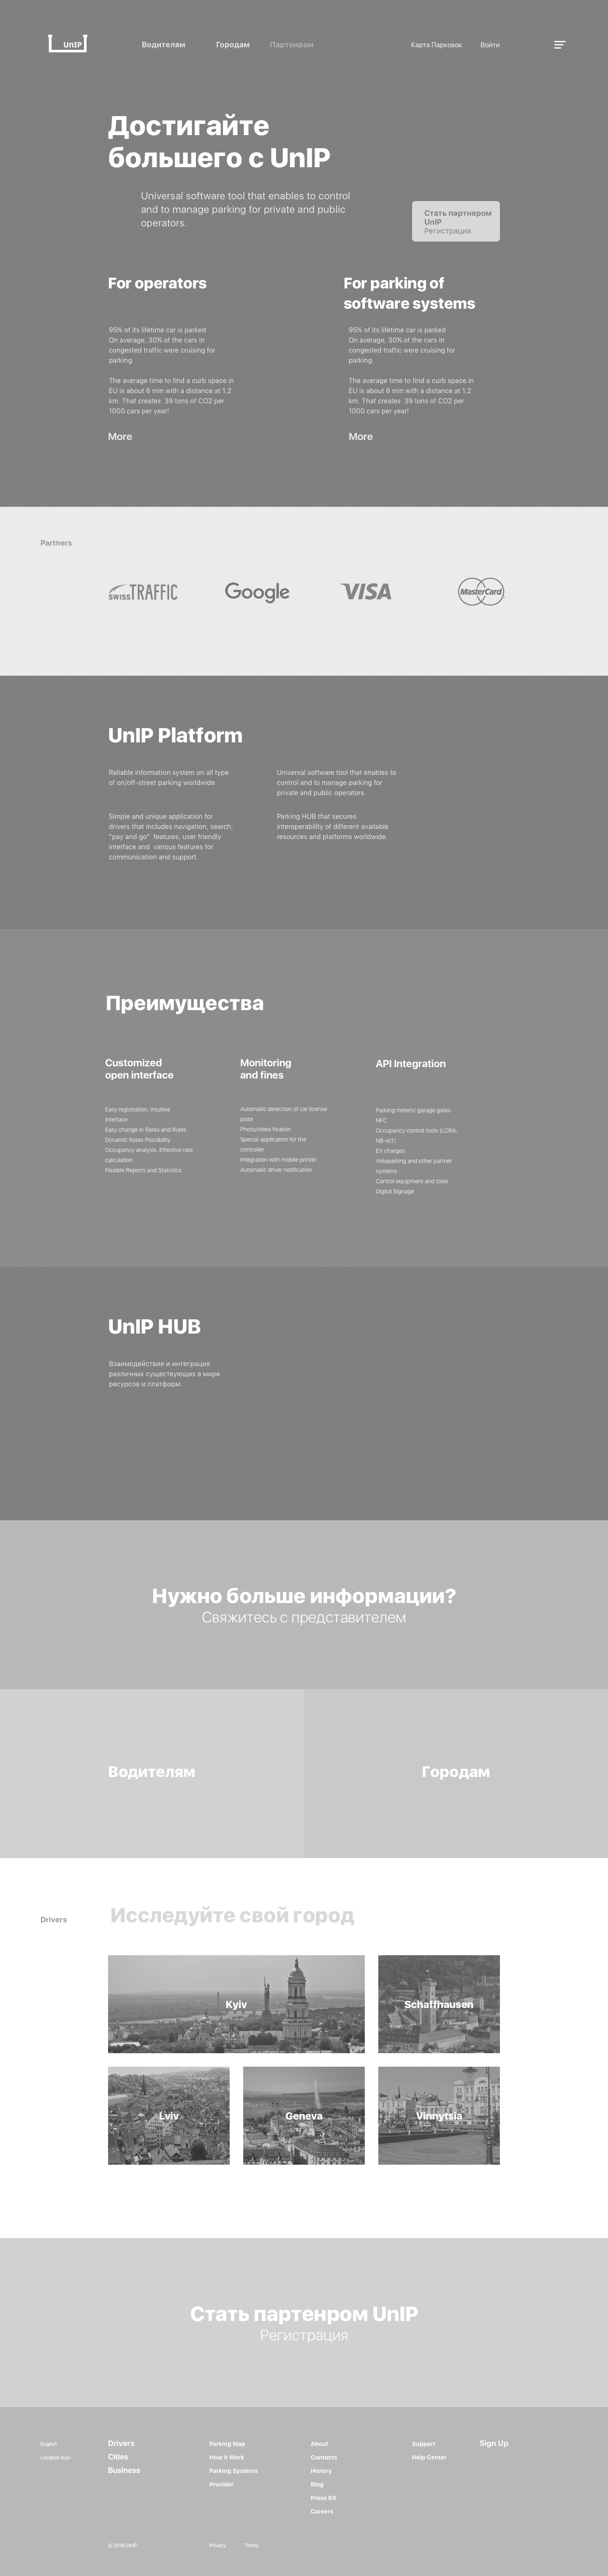 UnIP
Водителям Городам Партенрам Карта Парковок Войти
Достигайте
большего с UnIP
Universal software tool that enables to control
and to manage parking for private and public
operators.
Стать партнером
UnIP
Регистрация
For operators
95% of its lifetime car is parked
On average, 30% of the cars in
congested traffic were cruising for
parking.
The average time to find a curb space in
EU is about 6 min with a distance at 1,2
km. That creates 39 tons of CO2 per
1000 cars per year!
More
For parking of
software systems
95% of its lifetime car is parked
On average, 30% of the cars in
congested traffic were cruising for
parking.
The average time to find a curb space in
EU is about 6 min with a distance at 1,2
km. That creates 39 tons of CO2 per
1000 cars per year!
More
Partners
SWISSTRAFFIC
Google
VISA
MasterCard
UnIP Platform
Reliable information system on all type
of on/off-street parking worldwide
Universal software tool that enables to
control and to manage parking for
private and public operators.
Simple and unique application for
drivers that includes navigation, search,
"pay and go" features, user friendly
interface and various features for
communication and support.
Parking HUB that secures
interoperability of different available
resources and platforms worldwide.
Преимущества
Customized
open interface
Easy registration, Intuitive
Interface
Easy change in Rates and Rules.
Dynamic Rates Possibility
Occupancy analysis. Effective rate
calculation
Flexible Reports and Statistics
Monitoring
and fines
Automatic detection of car license
plate
Photo/video fixation
Special application for the
controller
Integration with mobile printer
Automatic driver notification
API Integration
Parking meters/ garage gates
NFC
Occupancy control tools (LORA,
NB-IoT)
EV charges
Veloparking and other partner
systems
Control equipment and tools
Digital Signage
UnIP HUB
Взаимодействие и интеграция
различных существующих в мире
ресурсов и платформ.
Нужно больше информации?
Свяжитесь с представителем
Водителям
Городам
Drivers
Исследуйте свой город
Kyiv
Schaffhausen
Lviv
Geneva
Vinnytsia
Стать партенром UnIP
Регистрация
English
Location Kyiv
Drivers
Cities
Business
Parking Map
How it Work
Parking Systems
Provider
About
Contacts
History
Blog
Press Kit
Careers
Support
Help Center
Sign Up
© 2016 UnIP
Privacy
Terms